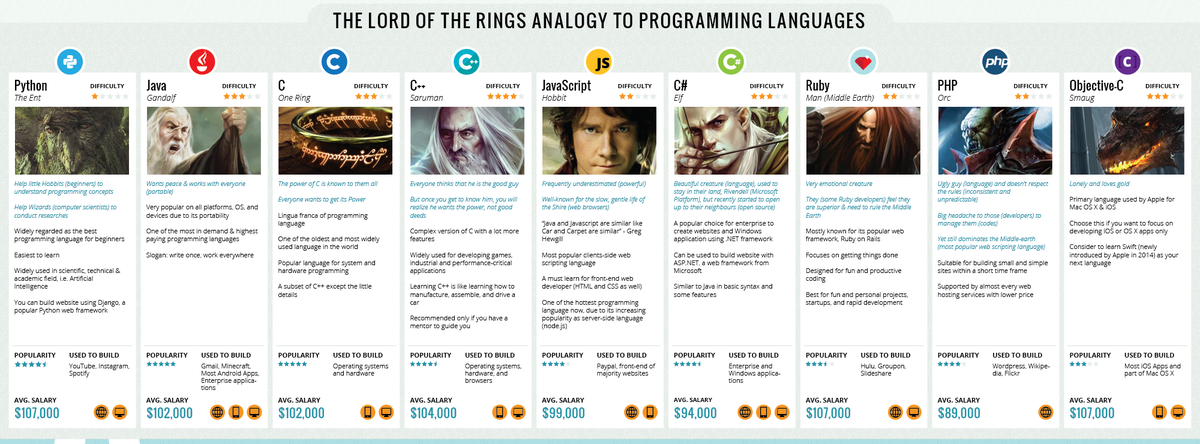 THE LORD OF THE RINGS ANALOGY TO PROGRAMMING LANGUAGES
Python
DIFFICULTY
The Ent
Help little Hobbits (beginners) to
understand programming concepts
Help Wizards (computer scientists) to
conduct researches
Widely regarded as the best
programming language for beginners
Easiest to learn
Widely used in scientific, technical &
academic field, i.e. Artificial
Intelligence
You can build website using Django, a
popular Python web framework
POPULARITY
USED TO BUILD
YouTube, Instagram,
Spotify
AVG. SALARY
$107,000
Java
DIFFICULTY
Gandalf
Wants peace & works with everyone
(portable)
Very popular on all platforms, OS, and
devices due to its portability
One of the most in demand & highest
paying programming languages
Slogan: write once, work everywhere
POPULARITY
USED TO BUILD
Gmail, Minecraft,
Most Android Apps,
Enterprise applica-
tions
AVG. SALARY
$102,000
C
C
DIFFICULTY
One Ring
The power of C is known to them all
Everyone wants to get its Power
Lingua franca of programming
language
One of the oldest and most widely
used language in the world
Popular language for system and
hardware programming
A subset of C++ except the little
details
POPULARITY
USED TO BUILD
Operating systems
and hardware
AVG. SALARY
$102,000
C++
C++
DIFFICULTY
Saruman
Everyone thinks that he is the good guy
But once you get to know him, you will
realize he wants the power, not good
deeds
Complex version of C with a lot more
features
Widely used for developing games,
industrial and performance-critical
applications
Learning C++ is like learning how to
manufacture, assemble, and drive a
car
Recommended only if you have a
mentor to guide you
POPULARITY
USED TO BUILD
Operating systems,
hardware, and
browsers
AVG. SALARY
$104,000
JS
JavaScript
DIFFICULTY
Hobbit
Frequently underestimated (powerful)
Well-known for the slow, gentle life of
the Shire (web browsers)
"Java and Javascript are similar like
Car and Carpet are similar" - Greg
Hewgill
Most popular clients-side web
scripting language
A must learn for front-end web
developer (HTML and CSS as well)
One of the hottest programming
language now, due to its increasing
popularity as server-side language
(node.js)
POPULARITY
USED TO BUILD
Paypal, front-end of
majority websites
AVG. SALARY
$99,000
C#
C#
DIFFICULTY
Elf
Beautiful creature (language), used to
stay in their land, Rivendell (Microsoft
Platform), but recently started to open
up to their neighbours (open source)
A popular choice for enterprise to
create websites and Windows
application using .NET framework
Can be used to build website with
ASP.NET, a web framework from
Microsoft
Similar to Java in basic syntax and
some features
POPULARITY
USED TO BUILD
Enterprise and
Windows applica-
tions
AVG. SALARY
$94,000
Ruby
DIFFICULTY
Man (Middle Earth)
Very emotional creature
They (some Ruby developers) feel they
are superior & need to rule the Middle
Earth
Mostly known for its popular web
framework, Ruby on Rails
Focuses on getting things done
Designed for fun and productive
coding
Best for fun and personal projects,
startups, and rapid development
POPULARITY
USED TO BUILD
Hulu, Groupon,
Slideshare
AVG. SALARY
$107,000
php
PHP
DIFFICULTY
Orc
Ugly guy (language) and doesn't respect
the rules (inconsistent and
unpredictable)
Big headache to those (developers) to
manage them (codes)
Yet still dominates the Middle-earth
(most popular web scripting language)
Suitable for building small and simple
sites within a short time frame
Supported by almost every web
hosting services with lower price
POPULARITY
USED TO BUILD
Wordpress, Wikipe-
dia, Flickr
AVG. SALARY
$89,000
C
Objective-C
DIFFICULTY
Smaug
Lonely and loves gold
Primary language used by Apple for
Mac OS X & iOS
Choose this if you want to focus on
developing iOS or OS X apps only
Consider to learn Swift (newly
introduced by Apple in 2014) as your
next language
POPULARITY
USED TO BUILD
Most iOS Apps and
part of Mac OS X
AVG. SALARY
$107,000